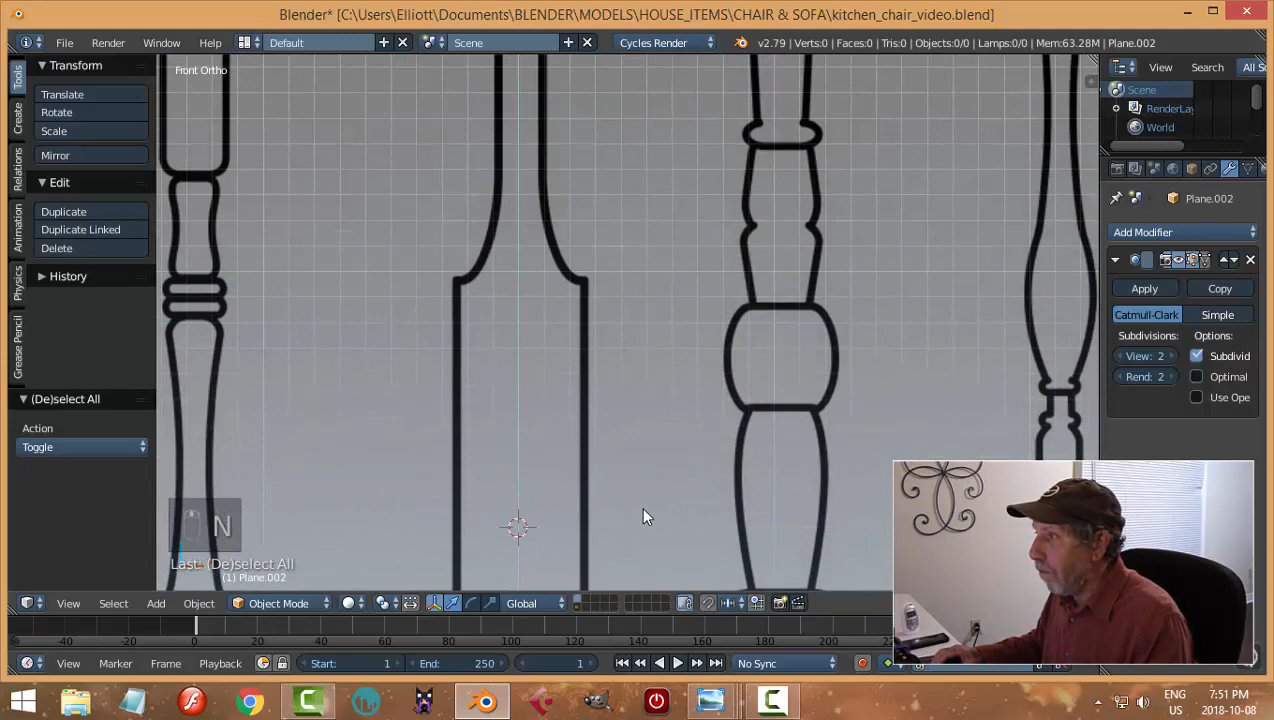 Blender* [C:\Users\Elliott\Documents\BLENDER\MODELS\HOUSE_ITEMS\CHAIR & SOFA\kitchen_chair_video.blend]
File Render Window Help Default Scene Cycles Render v2.79 | Verts:0 | Faces:0 | Tris:0 | Objects:0/0 | Lamps:0/0 | Mem:63.28M | Plane.002
Tools
Create
Relations
Animation
Physics
Grease Pencil
Transform
Translate
Rotate
Scale
Mirror
Edit
Duplicate
Duplicate Linked
Delete
History
(De)select All
Action
Toggle
Front Ortho
N
Last: (De)select All
(1) Plane.002
View Search All S
Scene
RenderLay
World
Plane.002
Add Modifier
Apply Copy
Catmull-Clark Simple
Subdivisions: Options:
View: 2 Subdivid
Rend: 2 Optimal
Use Ope
View Select Add Object Object Mode Global
-40 -20 0 20 40 60 80 100 120 140 160 180 200
View Marker Frame Playback Start: 1 End: 250 1 No Sync
ENG
US
7:51 PM
2018-10-08